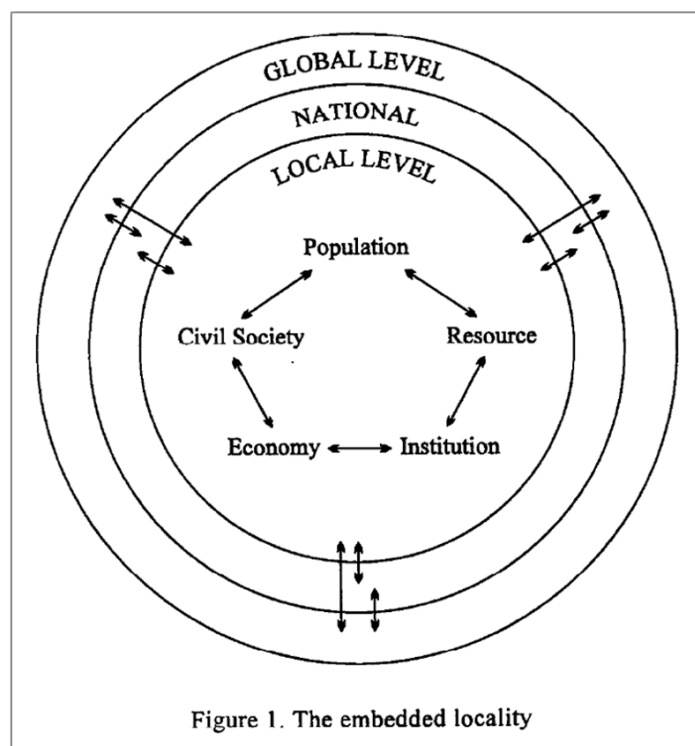 GLOBAL LEVEL
NATIONAL
LOCAL LEVEL
Population
Civil Society
Resource
Economy
Institution
Figure 1. The embedded locality